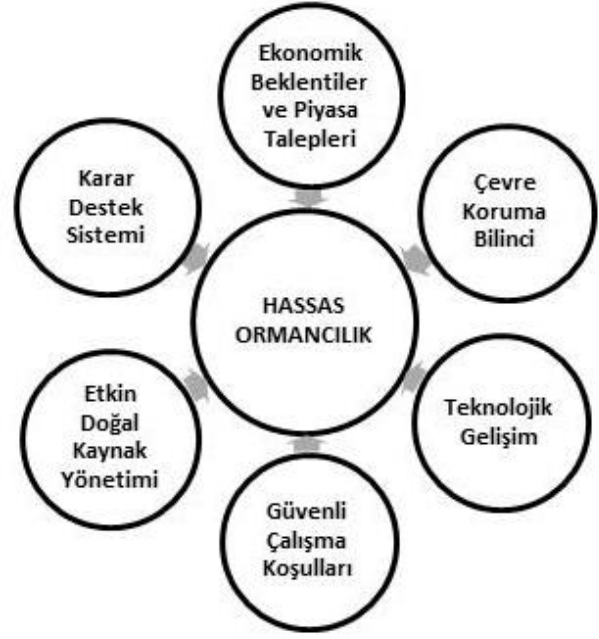 Ekonomik
Beklentiler
ve Piyasa
Talepleri
Karar
Destek
Sistemi
Çevre
Koruma
Bilinci
HASSAS
ORMANCILIK
Etkin
Doğal
Kaynak
Yönetimi
Teknolojik
Gelişim
Güvenli
Çalışma
Koşulları